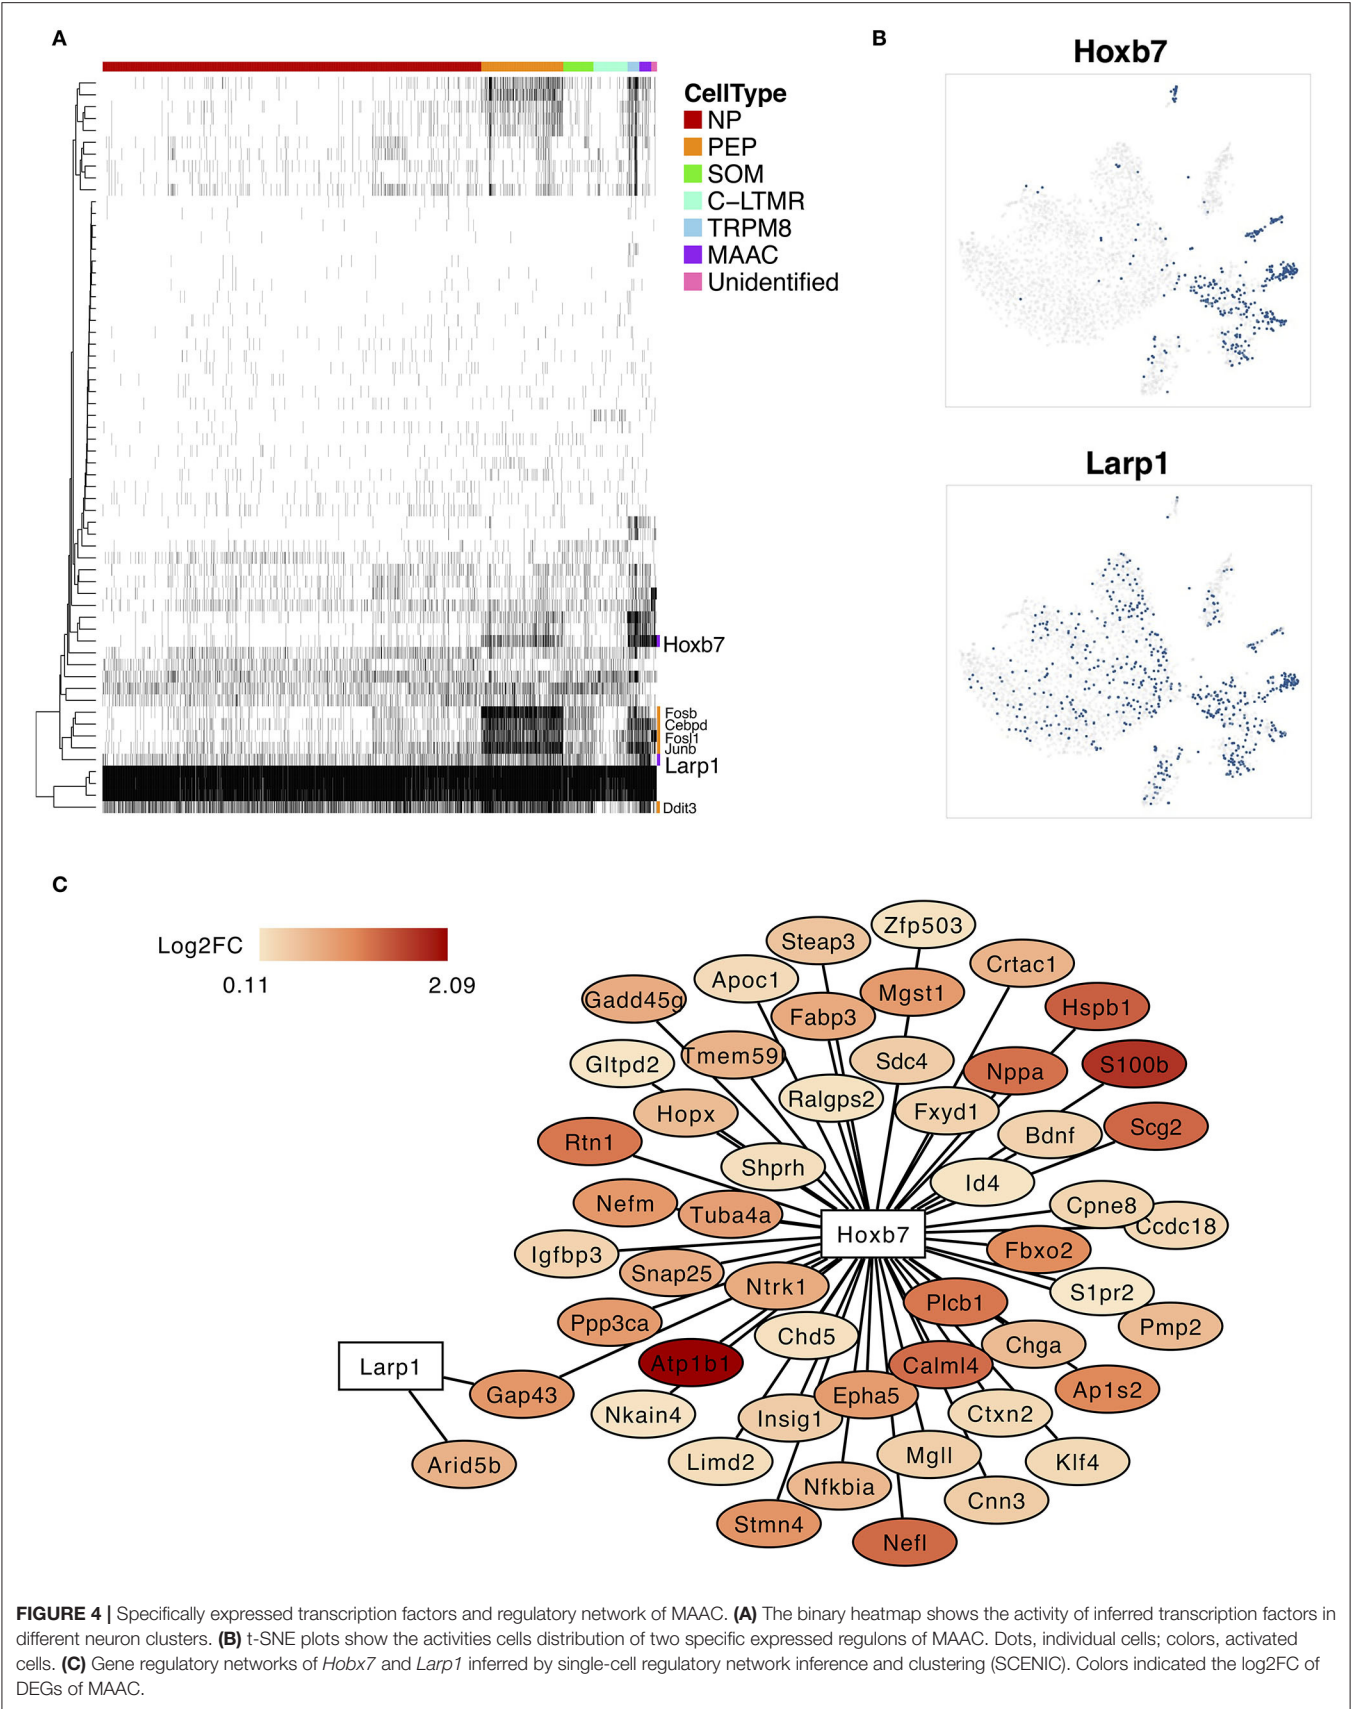 A
CellType
NP
PEP
SOM
C-LTMR
TRPM8
MAAC
Unidentified
Hoxb7
Fosb
Cebpd
Fosl1
Junb
Larp1
Ddit3
B
Hoxb7
Larp1
C
Log2FC
0.11 2.09
Zfp503
Steap3
Crtac1
Apoc1
Mgst1
Gadd45g
Fabp3
Hspb1
Tmem59l
Sdc4
Gltpd2
Nppa
S100b
Ralgps2
Hopx
Fxyd1
Bdnf
Scg2
Rtn1
Shprh
Id4
Nefm
Tuba4a
Cpne8
Ccdc18
Hoxb7
Igfbp3
Fbxo2
Snap25
Ntrk1
S1pr2
Plcb1
Ppp3ca
Pmp2
Chd5
Chga
Larp1
Atp1b1
Calml4
Gap43
Epha5
Ap1s2
Nkain4
Insig1
Ctxn2
Arid5b
Limd2
Mgll
Klf4
Nfkbia
Cnn3
Stmn4
Nefl
FIGURE 4 | Specifically expressed transcription factors and regulatory network of MAAC. (A) The binary heatmap shows the activity of inferred transcription factors in
different neuron clusters. (B) t-SNE plots show the activities cells distribution of two specific expressed regulons of MAAC. Dots, individual cells; colors, activated
cells. (C) Gene regulatory networks of Hobx7 and Larp1 inferred by single-cell regulatory network inference and clustering (SCENIC). Colors indicated the log2FC of
DEGs of MAAC.